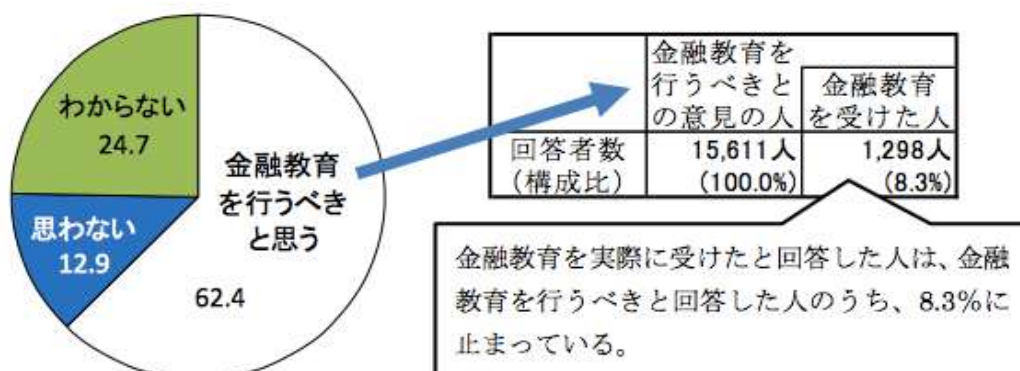 わからない
24.7
思わない
12.9
金融教育
を行うべき
と思う
62.4
金融教育を
行うべきと
の意見の人
金融教育
を受けた人
回答者数
(構成比)
15,611人
(100.0%)
1,298人
(8.3%)
金融教育を実際に受けたと回答した人は、金融
教育を行うべきと回答した人のうち、8.3%に
止まっている。